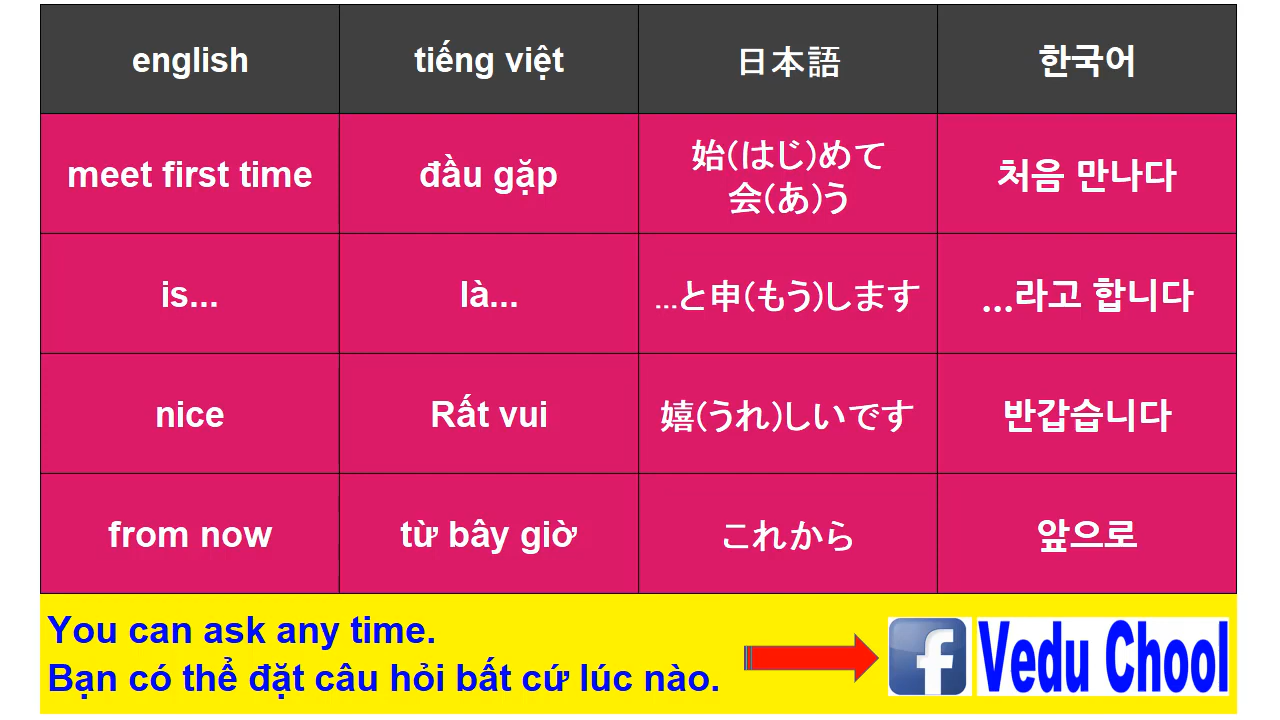 english tiếng việt 日本語 한국어
meet first time đầu gặp 始(はじ)めて 会(あ)う 처음 만나다
is... là... ...と申(もう)します ...라고 합니다
nice Rất vui 嬉(うれ)しいです 반갑습니다
from now từ bây giờ これから 앞으로
You can ask any time.
Bạn có thể đặt câu hỏi bất cứ lúc nào.
f Vedu Chool